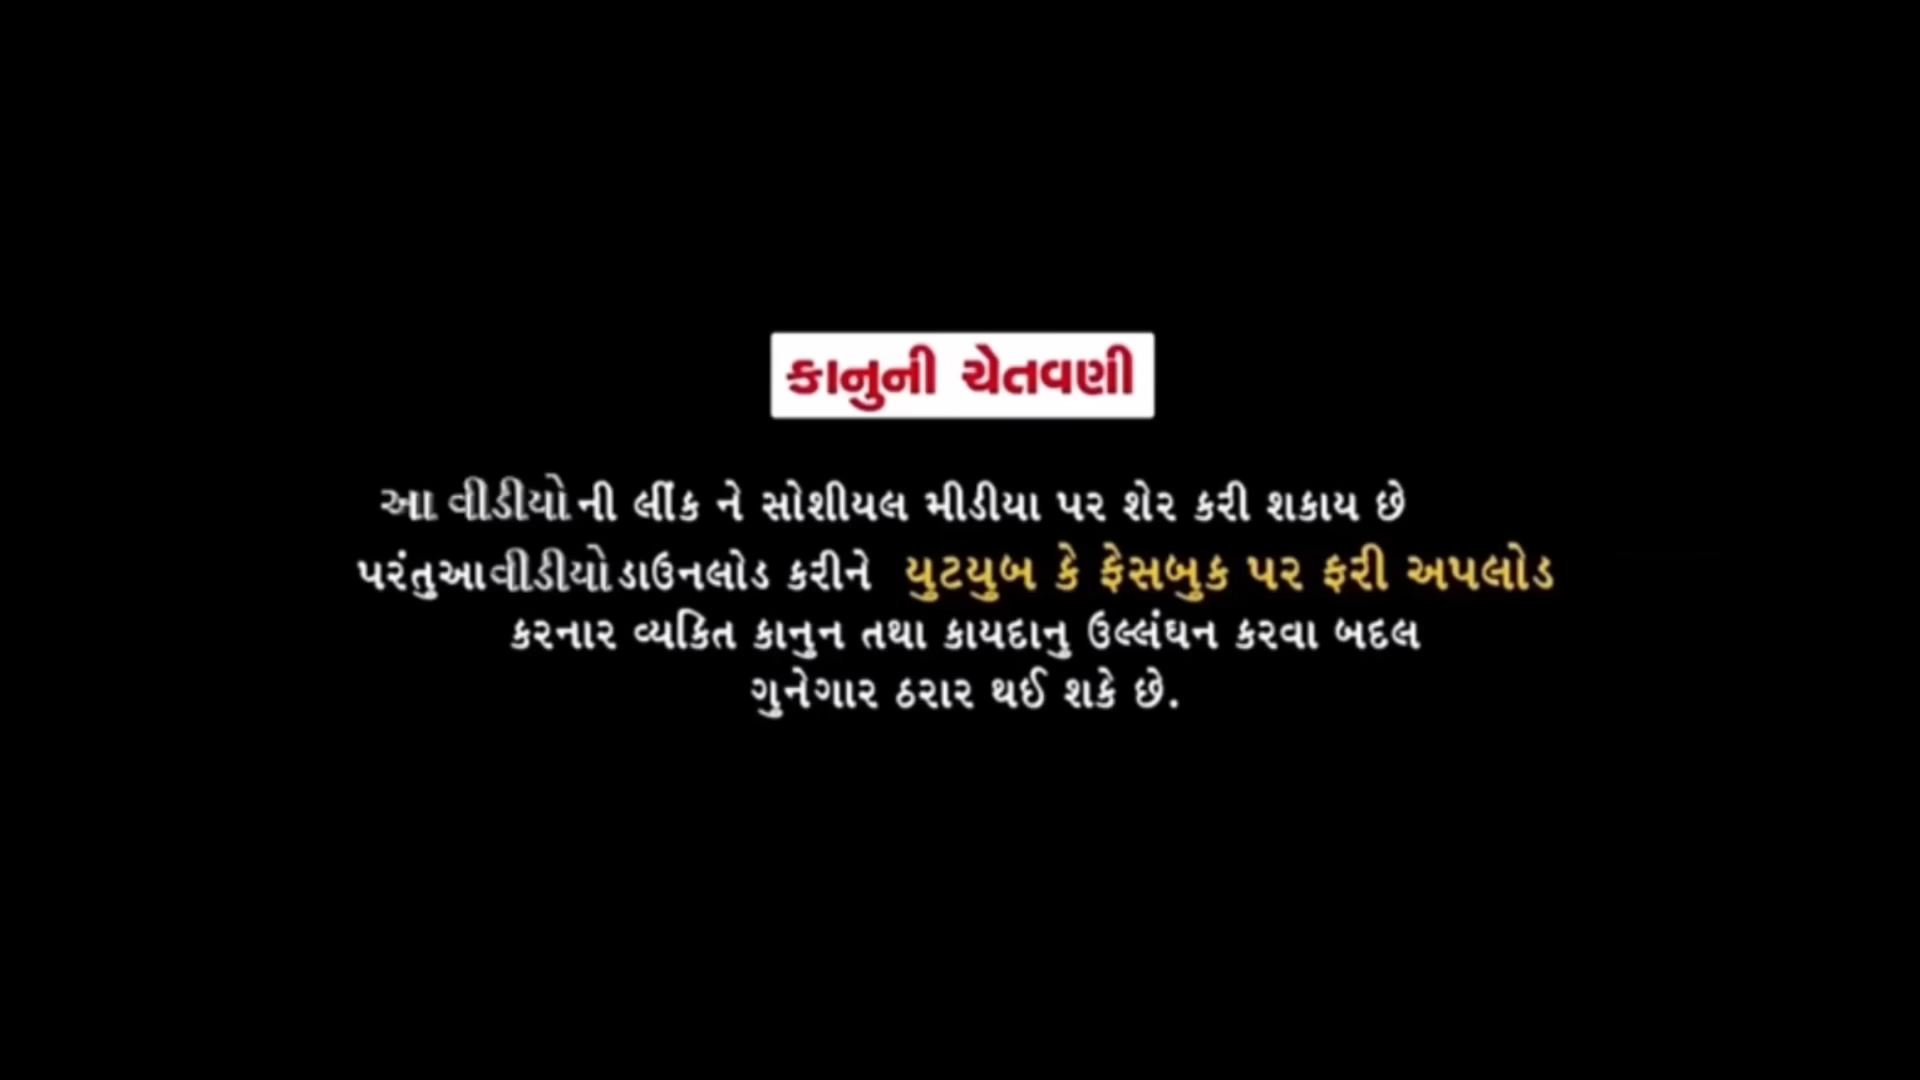 કાનુની ચેતવણી
આ વીડીયો ની લીંક ને સોશીયલ મીડીયા પર શેર કરી શકાય છે
પરંતુઆવીડીયો ડાઉનલોડ કરીને યુટયુબ કે ફેસબુક પર ફરી અપલોડ
કરનાર વ્યકિત કાનુન તથા કાયદાનુ ઉલ્લંઘન કરવા બદલ
ગુનેગાર ઠરાર થઈ શકે છે.